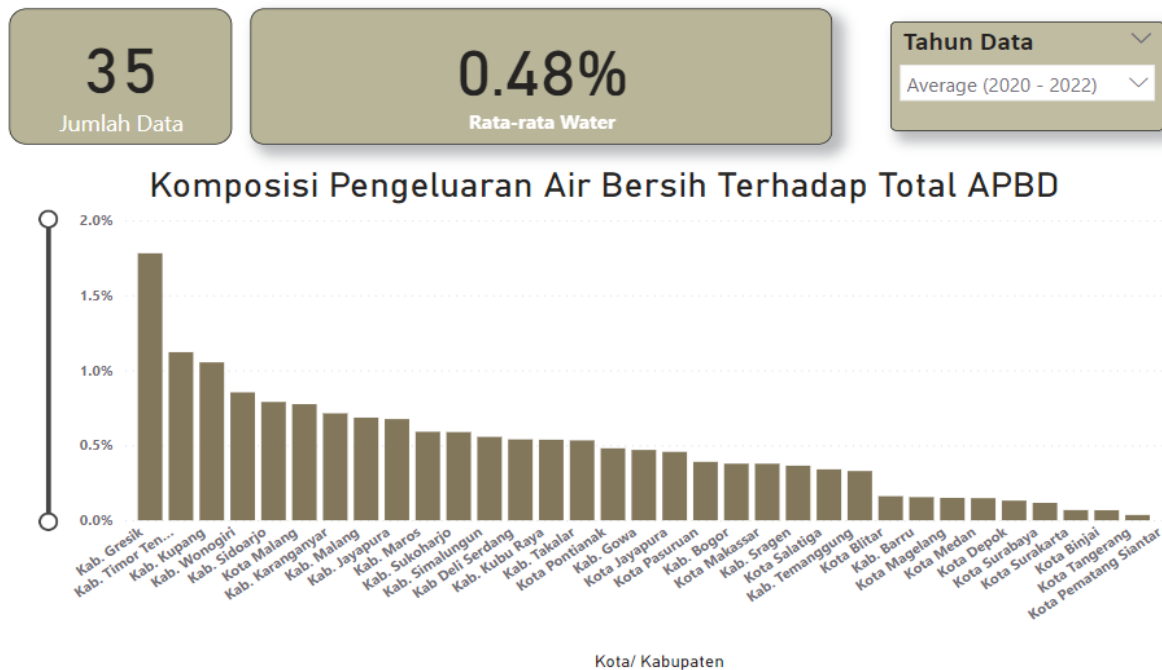 35
Jumlah Data
0.48%
Rata-rata Water
Tahun Data
Average (2020 - 2022)
Komposisi Pengeluaran Air Bersih Terhadap Total APBD
2.0%
1.5%
1.0%
0.5%
0.0%
Kab. Gresik
Kab. Timor Ten...
Kab. Kupang
Kab. Wonogiri
Kab. Sidoarjo
Kota Malang
Kab. Karanganyar
Kab. Malang
Kab. Jayapura
Kab. Maros
Kab. Sukoharjo
Kab. Simalungun
Kab Deli Serdang
Kab. Kubu Raya
Kab. Takalar
Kota Pontianak
Kab. Gowa
Kota Jayapura
Kota Pasuruan
Kab. Bogor
Kota Makassar
Kab. Sragen
Kota Salatiga
Kab. Temanggung
Kota Blitar
Kab. Barru
Kota Magelang
Kota Medan
Kota Depok
Kota Surabaya
Kota Surakarta
Kota Binjai
Kota Tangerang
Kota Pematang Siantar
Kota/ Kabupaten